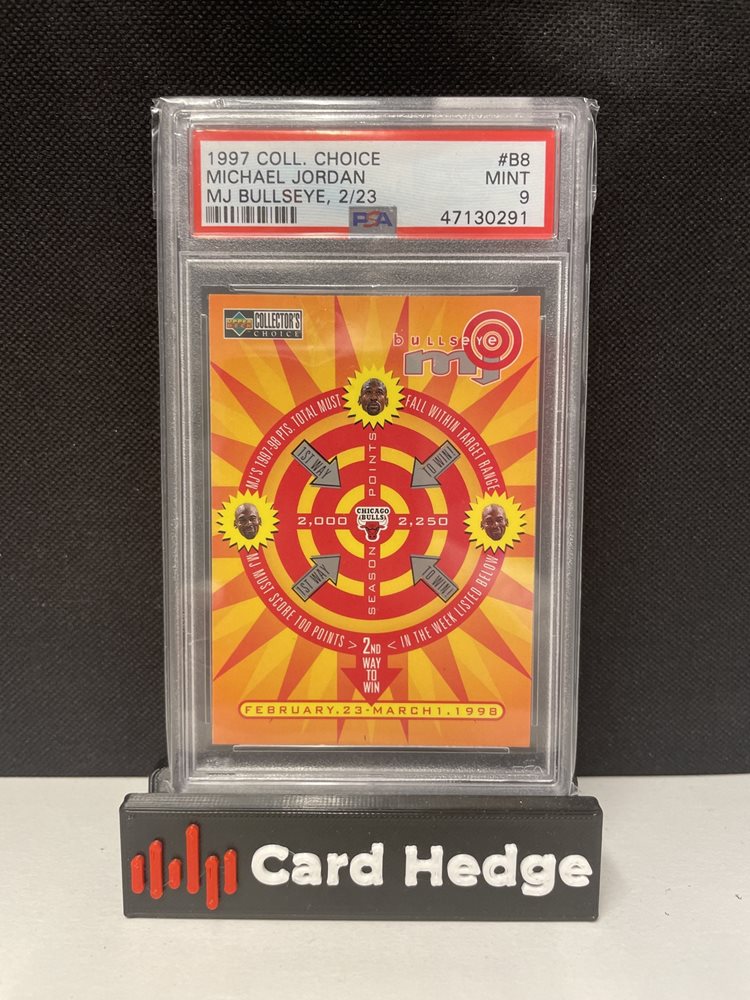 1997 COLL. CHOICE #B8
MICHAEL JORDAN MINT
MJ BULLSEYE, 2/23 9
PSA 47130291
UPPER DECK COLLECTOR'S
CHOICE
bullseye
mj
MJ'S 1997-98 PTS. TOTAL MUST FALL WITHIN TARGET RANGE
1ST WAY TO WIN!
SEASON POINTS
2,000 CHICAGO BULLS 2,250
1ST WAY TO WIN!
MJ MUST SCORE 100 POINTS > < IN THE WEEK LISTED BELOW
2ND
WAY
TO
WIN
FEBRUARY.23-MARCH1.1998
Card Hedge